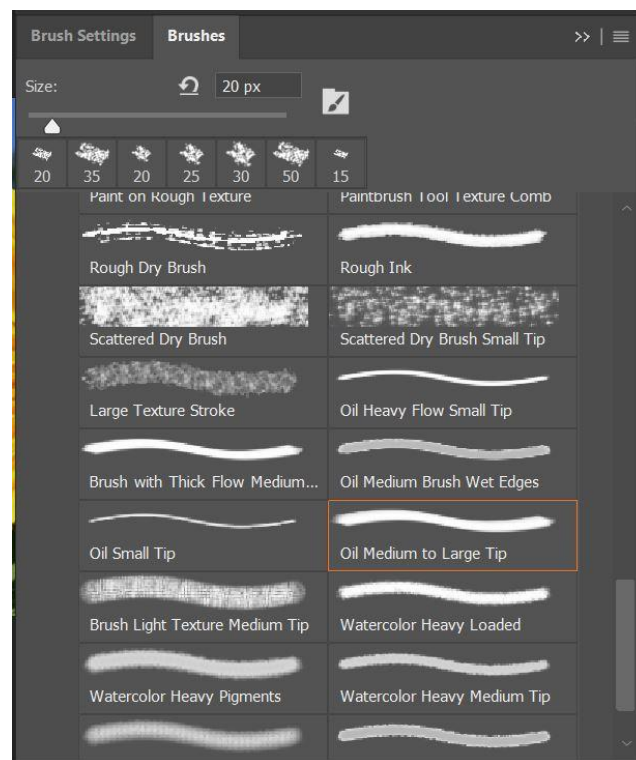 Brush Settings Brushes
Size: 20 px
20 35 20 25 30 50 15
Paint on Rough Texture Paintbrush Tool Texture Comb
Rough Dry Brush Rough Ink
Scattered Dry Brush Scattered Dry Brush Small Tip
Large Texture Stroke Oil Heavy Flow Small Tip
Brush with Thick Flow Medium... Oil Medium Brush Wet Edges
Oil Small Tip Oil Medium to Large Tip
Brush Light Texture Medium Tip Watercolor Heavy Loaded
Watercolor Heavy Pigments Watercolor Heavy Medium Tip